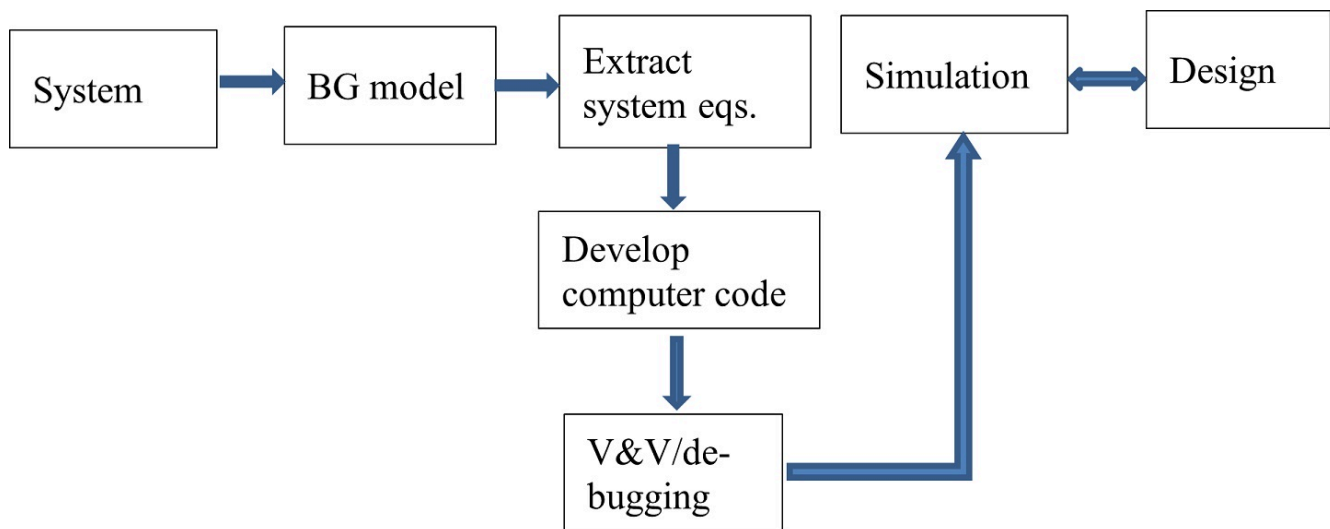 System
BG model
Extract
system eqs.
Develop
computer code
V&V/de-
bugging
Simulation
Design